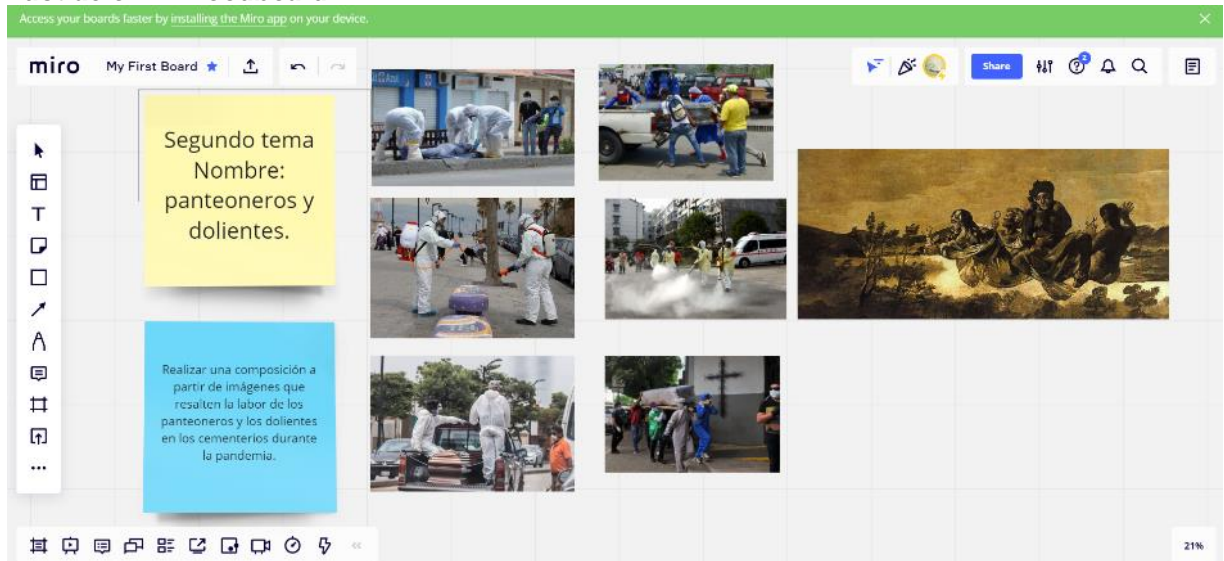 Access your boards faster by installing the Miro app on your device.
miro My First Board Share 2
Segundo tema
Nombre:
panteoneros y
dolientes.
Realizar una composición a
partir de imágenes que
resalten la labor de los
panteoneros y los dolientes
en los cementerios durante
la pandemia.
21%